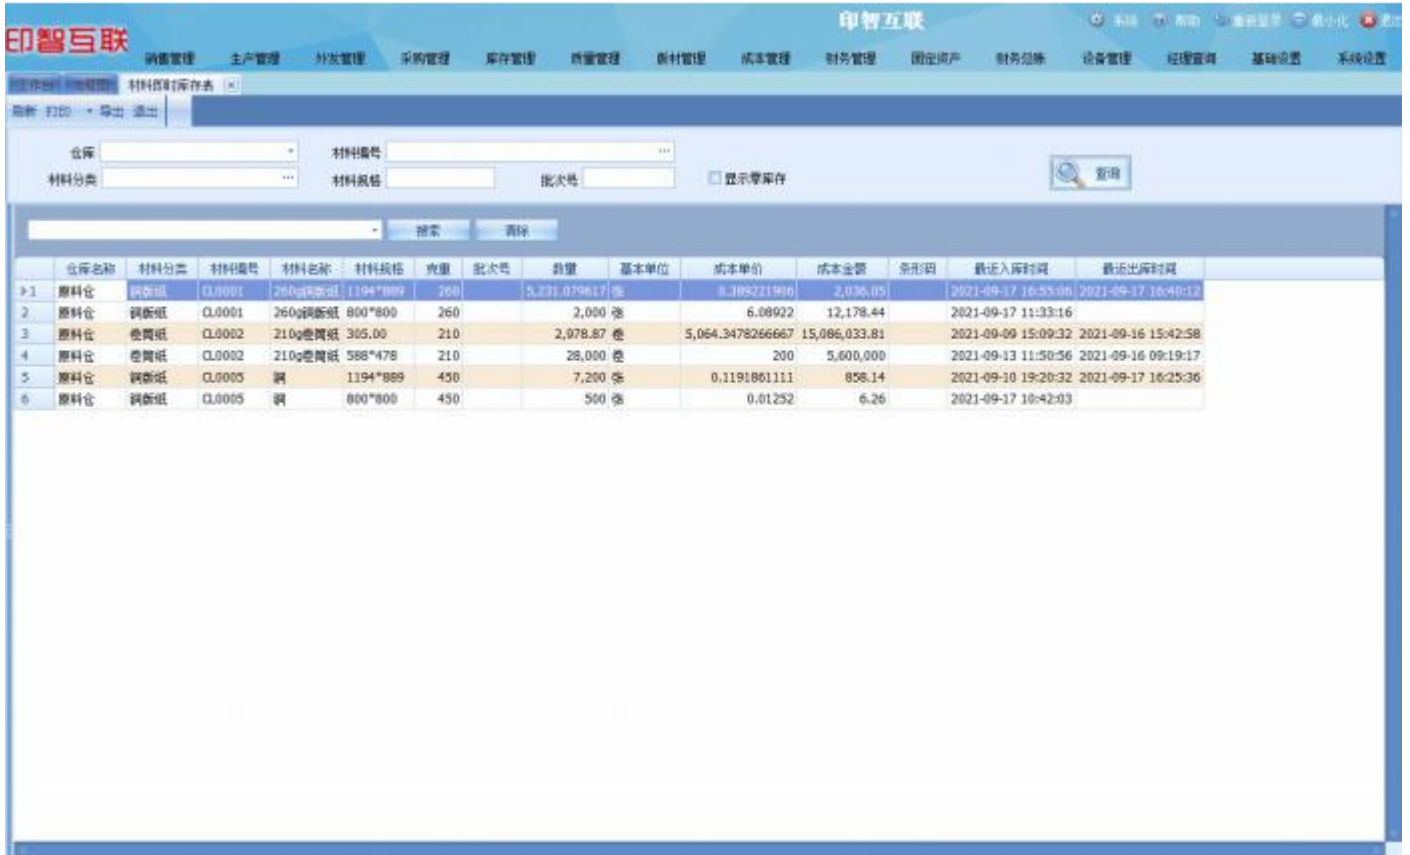 印智互联
系统 帮助 重新登录 最小化 退出
印智互联
销售管理 生产管理 外发管理 采购管理 库存管理 质量管理 版材管理 成本管理 财务管理 固定资产 财务总账 设备管理 经理查询 基础设置 系统设置
材料即时库存表
刷新 打印 导出 退出
仓库 材料编号 ...
材料分类 ... 材料规格 批次号 显示零库存 查询
搜索 清除
仓库名称 材料分类 材料编号 材料名称 材料规格 克重 批次号 数量 基本单位 成本单价 成本金额 条形码 最近入库时间 最近出库时间
1 原料仓 铜版纸 CL0001 260g铜版纸 1194*889 260 5,231.079617 张 0.389221906 2,036.05 2021-09-17 16:55:06 2021-09-17 16:40:12
2 原料仓 铜版纸 CL0001 260g铜版纸 800*800 260 2,000 张 6.08922 12,178.44 2021-09-17 11:33:16
3 原料仓 卷筒纸 CL0002 210g卷筒纸 305.00 210 2,978.87 卷 5,064.3478266667 15,086,033.81 2021-09-09 15:09:32 2021-09-16 15:42:58
4 原料仓 卷筒纸 CL0002 210g卷筒纸 588*478 210 28,000 卷 200 5,600,000 2021-09-13 11:50:56 2021-09-16 09:19:17
5 原料仓 铜版纸 CL0005 铜 1194*889 450 7,200 张 0.1191861111 858.14 2021-09-10 19:20:32 2021-09-17 16:25:36
6 原料仓 铜版纸 CL0005 铜 800*800 450 500 张 0.01252 6.26 2021-09-17 10:42:03